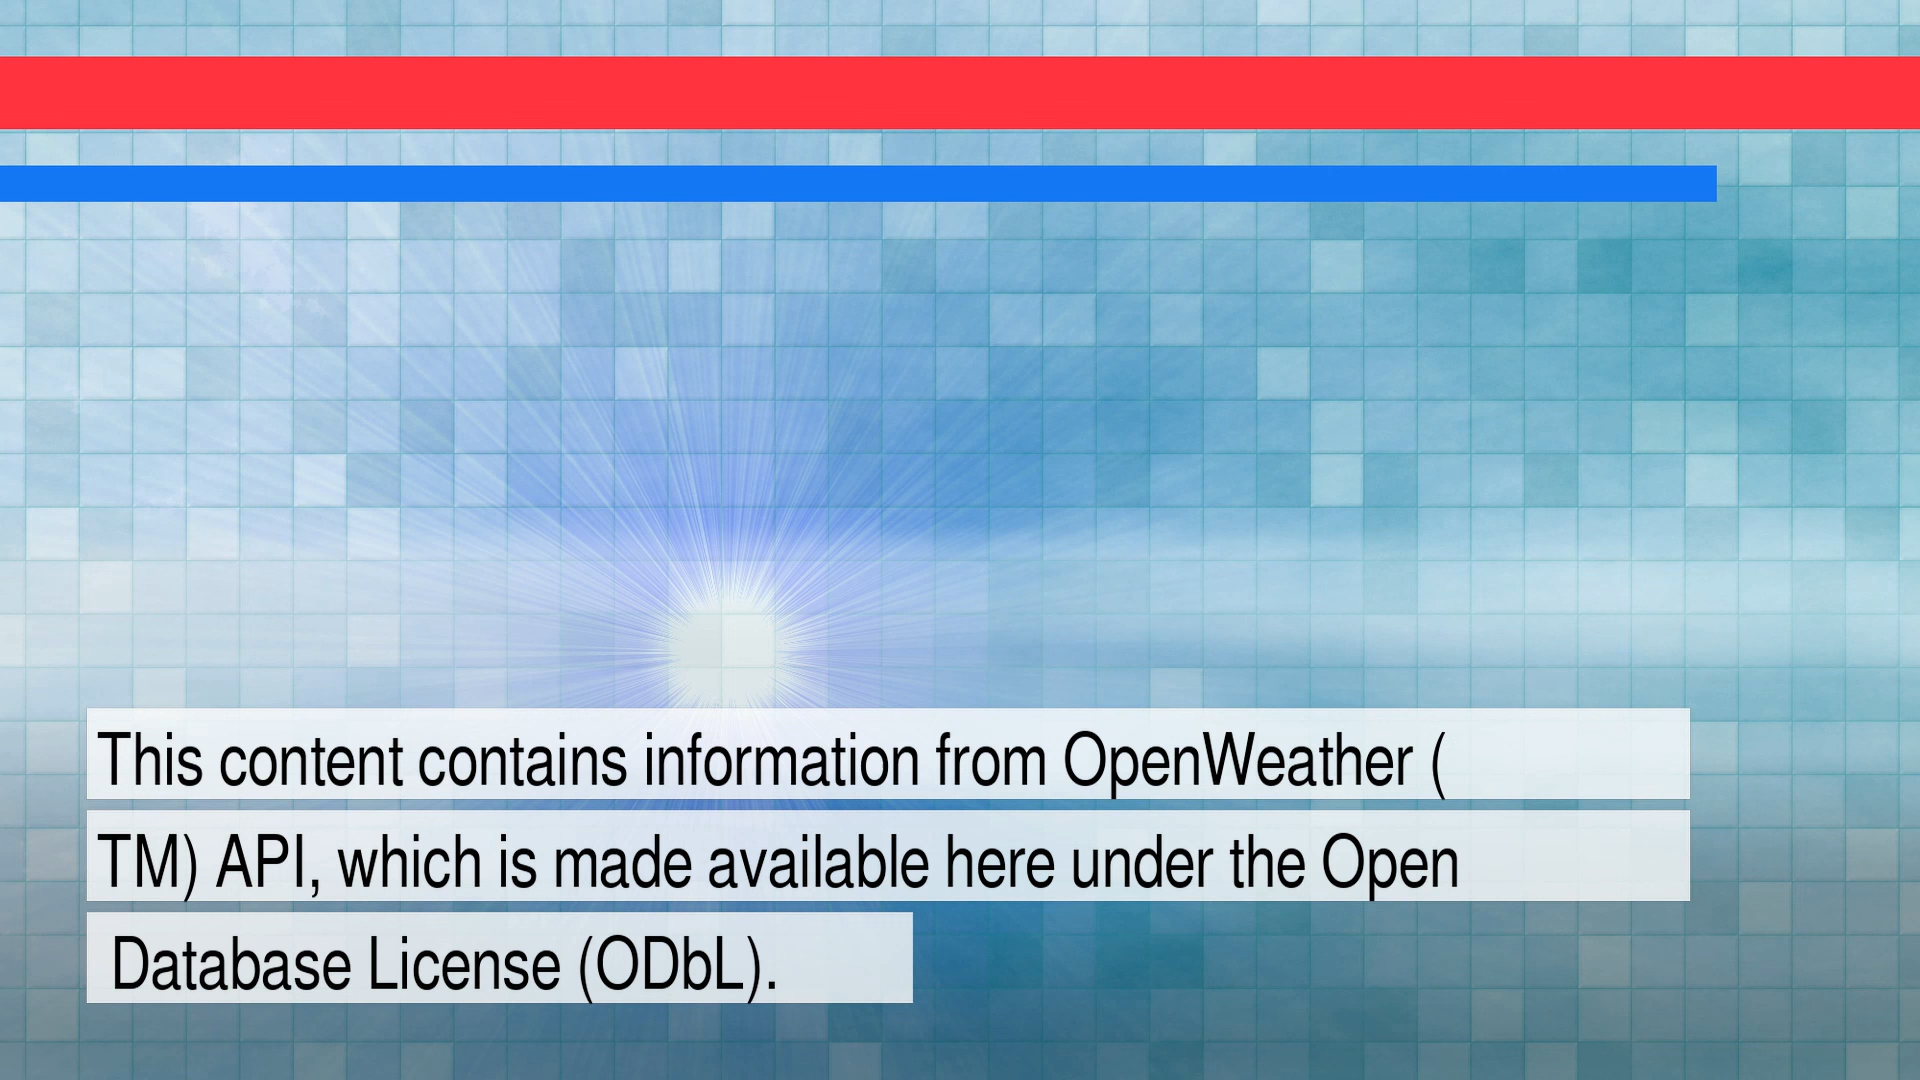 This content contains information from OpenWeather (
TM) API, which is made available here under the Open
Database License (ODbL).